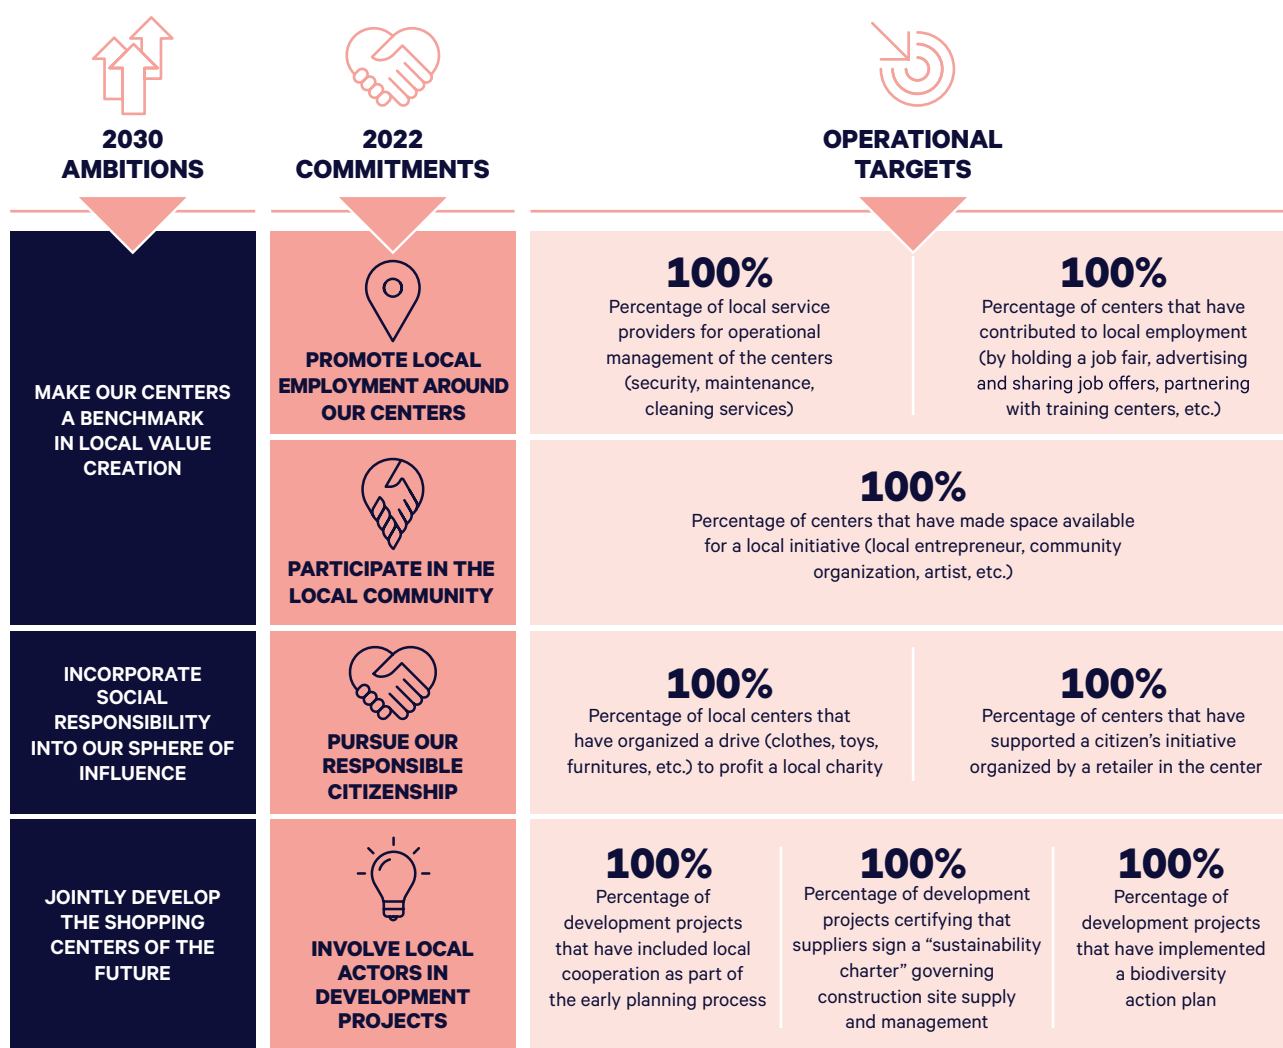 2030
AMBITIONS
2022
COMMITMENTS
OPERATIONAL
TARGETS
MAKE OUR CENTERS
A BENCHMARK
IN LOCAL VALUE
CREATION
PROMOTE LOCAL
EMPLOYMENT AROUND
OUR CENTERS
100%
Percentage of local service
providers for operational
management of the centers
(security, maintenance,
cleaning services)
100%
Percentage of centers that have
contributed to local employment
(by holding a job fair, advertising
and sharing job offers, partnering
with training centers, etc.)
PARTICIPATE IN THE
LOCAL COMMUNITY
100%
Percentage of centers that have made space available
for a local initiative (local entrepreneur, community
organization, artist, etc.)
INCORPORATE
SOCIAL
RESPONSIBILITY
INTO OUR SPHERE OF
INFLUENCE
PURSUE OUR
RESPONSIBLE
CITIZENSHIP
100%
Percentage of local centers that
have organized a drive (clothes, toys,
furnitures, etc.) to profit a local charity
100%
Percentage of centers that have
supported a citizen’s initiative
organized by a retailer in the center
JOINTLY DEVELOP
THE SHOPPING
CENTERS OF THE
FUTURE
INVOLVE LOCAL
ACTORS IN
DEVELOPMENT
PROJECTS
100%
Percentage of
development projects
that have included local
cooperation as part of
the early planning process
100%
Percentage of development
projects certifying that
suppliers sign a “sustainability
charter” governing
construction site supply
and management
100%
Percentage of
development projects
that have implemented
a biodiversity
action plan